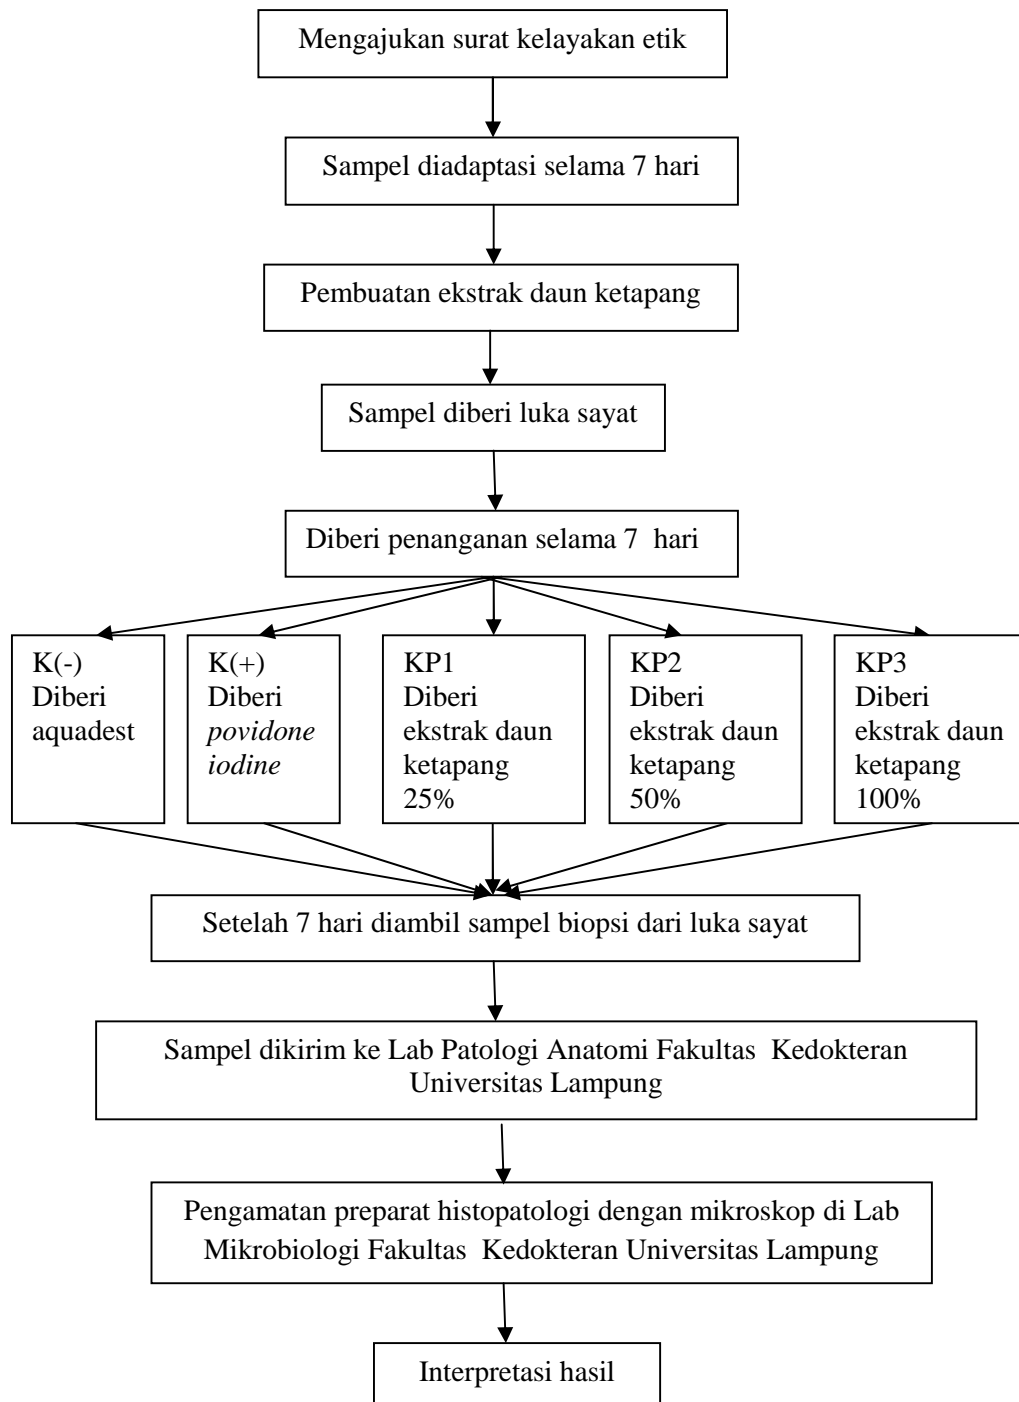 Mengajukan surat kelayakan etik
Sampel diadaptasi selama 7 hari
Pembuatan ekstrak daun ketapang
Sampel diberi luka sayat
Diberi penanganan selama 7  hari
K(-)
Diberi
aquadest
K(+)
Diberi
povidone
iodine
KP1
Diberi
ekstrak daun
ketapang
25%
KP2
Diberi
ekstrak daun
ketapang
50%
KP3
Diberi
ekstrak daun
ketapang
100%
Setelah 7 hari diambil sampel biopsi dari luka sayat
Sampel dikirim ke Lab Patologi Anatomi Fakultas  Kedokteran
Universitas Lampung
Pengamatan preparat histopatologi dengan mikroskop di Lab
Mikrobiologi Fakultas  Kedokteran Universitas Lampung
Interpretasi hasil